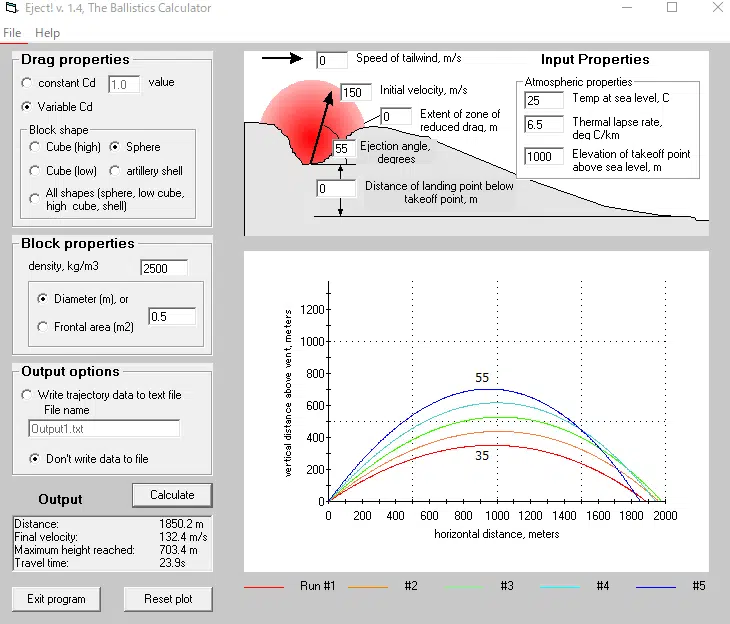 Eject! v. 1.4, The Ballistics Calculator
File Help
Drag properties
constant Cd 1.0 value
Variable Cd
Block shape
Cube (high) Sphere
Cube (low) artillery shell
All shapes (sphere, low cube,
high cube, shell)
Block properties
density, kg/m3 2500
Diameter (m), or
0.5
Frontal area (m2)
Output options
Write trajectory data to text file
File name
Output1.txt
Don't write data to file
Output Calculate
Distance: 1850.2 m
Final velocity: 132.4 m/s
Maximum height reached: 703.4 m
Travel time: 23.9s
Exit program Reset plot
0 Speed of tailwind, m/s
150 Initial velocity, m/s
0 Extent of zone of
reduced drag, m
55 Ejection angle,
degrees
0 Distance of landing point below
takeoff point, m
Input Properties
Atmospheric properties
25 Temp at sea level, C
6.5 Thermal lapse rate,
deg C/km
1000 Elevation of takeoff point
above sea level, m
vertical distance above vent, meters
1200
1000
800
600
400
200
0
55
35
0 200 400 600 800 1000 1200 1400 1600 1800 2000
horizontal distance, meters
Run #1 #2 #3 #4 #5